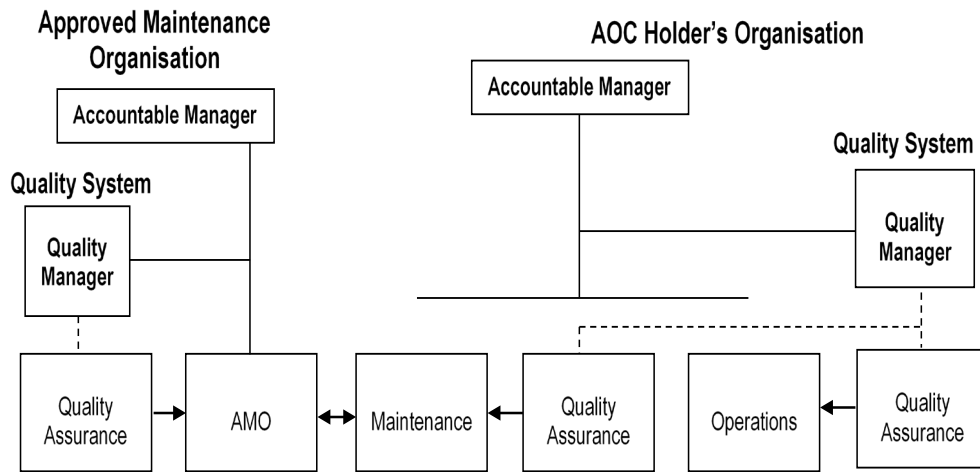 Approved Maintenance
Organisation
AOC Holder's Organisation
Accountable Manager
Accountable Manager
Quality System
Quality System
Quality
Manager
Quality
Manager
Quality
Assurance
AMO
Maintenance
Quality
Assurance
Operations
Quality
Assurance